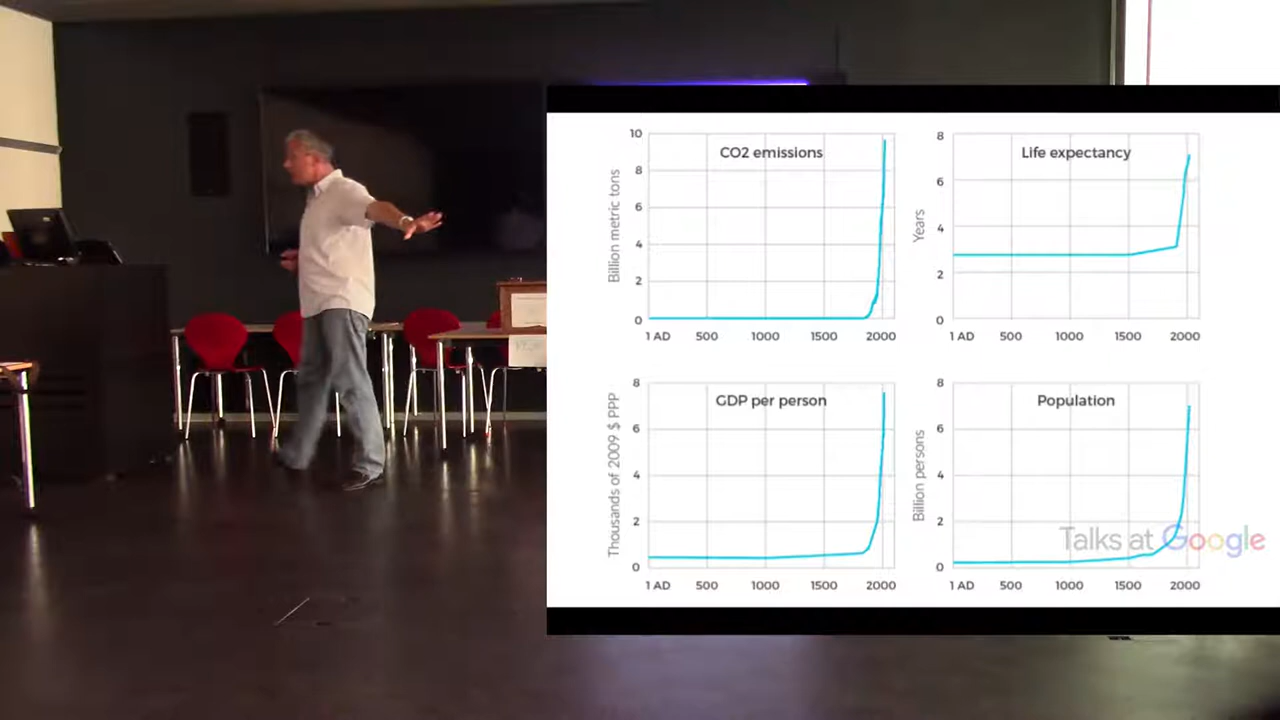 CO2 emissions
Billion metric tons
10
8
6
4
2
0
1 AD 500 1000 1500 2000
Life expectancy
Years
8
6
4
2
0
1 AD 500 1000 1500 2000
GDP per person
Thousands of 2009 $ PPP
8
6
4
2
0
1 AD 500 1000 1500 2000
Population
Billion persons
8
6
4
2
0
1 AD 500 1000 1500 2000
Talks at Google